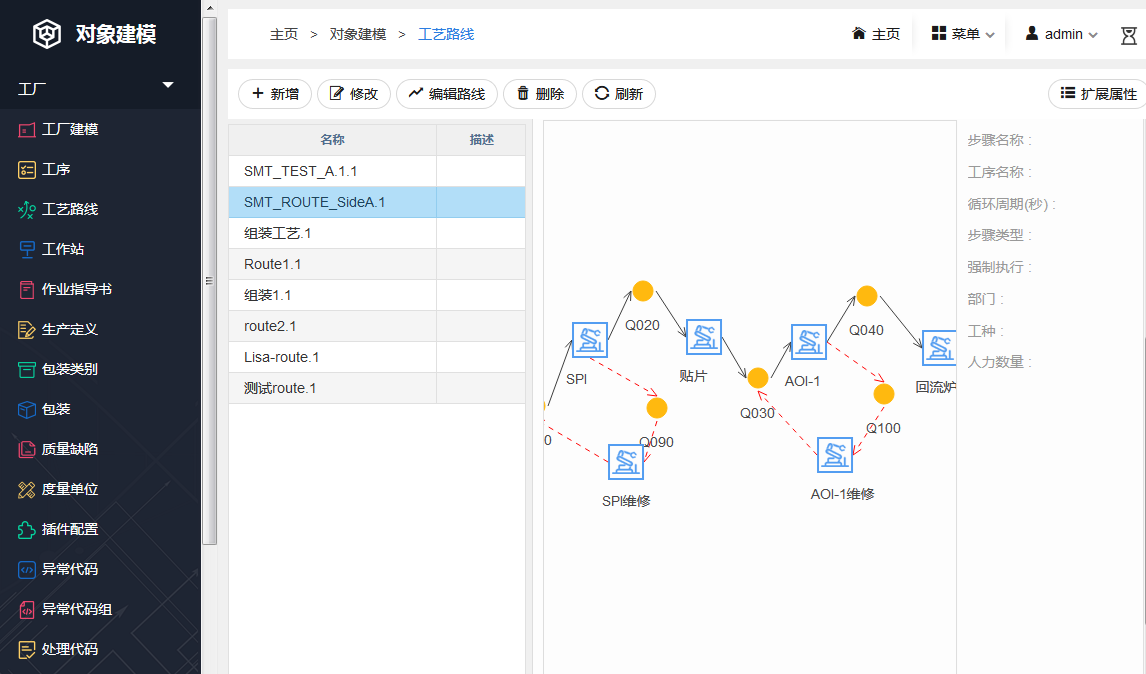 对象建模
主页 > 对象建模 > 工艺路线
主页
菜单
admin
工厂
工厂建模
工序
工艺路线
工作站
作业指导书
生产定义
包装类别
包装
质量缺陷
度量单位
插件配置
异常代码
异常代码组
处理代码
新增
修改
编辑路线
删除
刷新
扩展属性
名称 描述
SMT_TEST_A.1.1
SMT_ROUTE_SideA.1
组装工艺.1
Route1.1
组装1.1
route2.1
Lisa-route.1
测试route.1
Q020
Q040
SPI
贴片
AOI-1
回流炉
Q030
Q100
0
Q090
SPI维修
AOI-1维修
步骤名称 :
工序名称 :
循环周期(秒) :
步骤类型 :
强制执行 :
部门 :
工种 :
人力数量 :